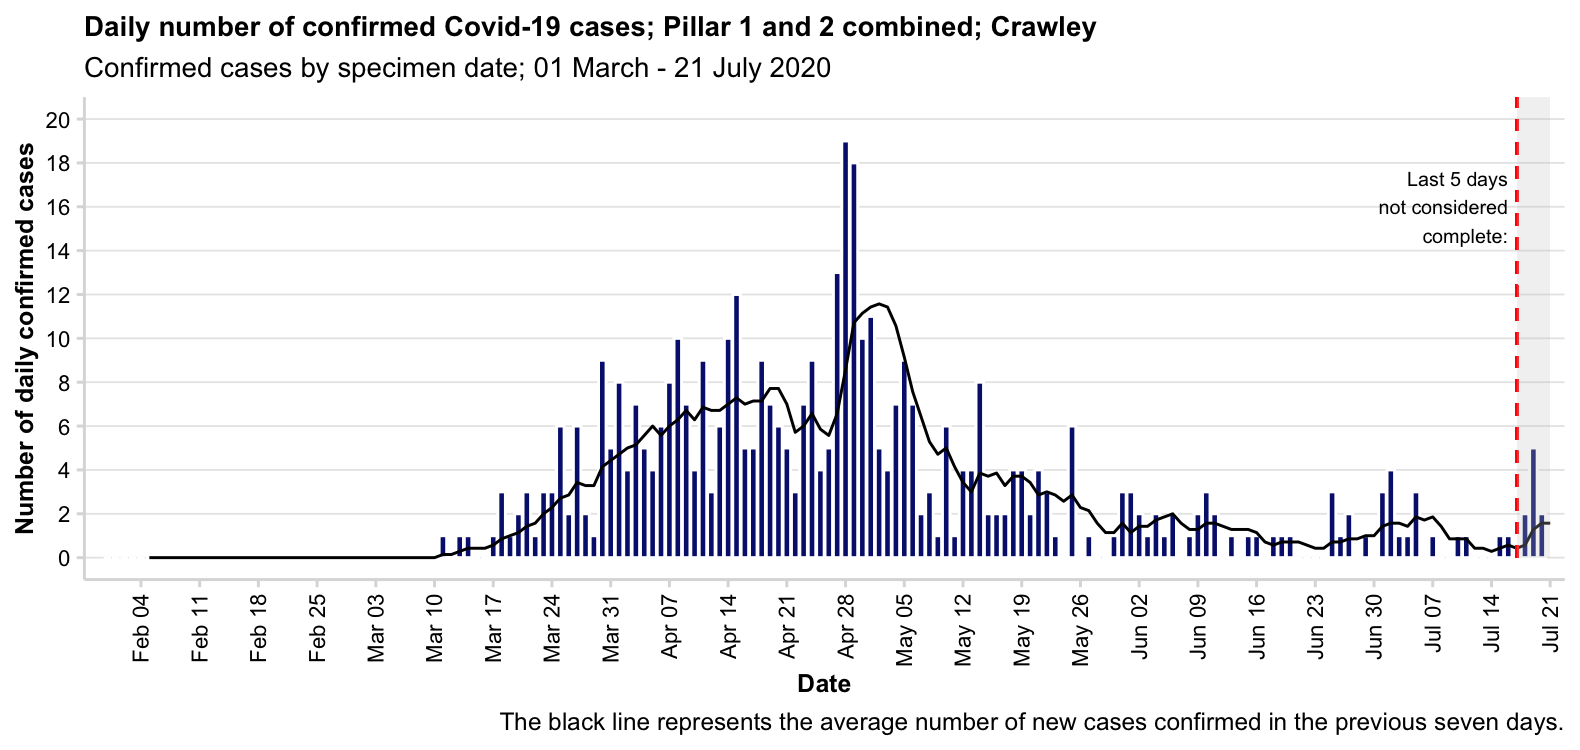 Daily number of confirmed Covid-19 cases; Pillar 1 and 2 combined; Crawley
Confirmed cases by specimen date; 01 March - 21 July 2020
Number of daily confirmed cases
20
18
16
14
12
10
8
6
4
2
0
Last 5 days
not considered
complete:
Feb 04
Feb 11
Feb 18
Feb 25
Mar 03
Mar 10
Mar 17
Mar 24
Mar 31
Apr 07
Apr 14
Apr 21
Apr 28
May 05
May 12
May 19
May 26
Jun 02
Jun 09
Jun 16
Jun 23
Jun 30
Jul 07
Jul 14
Jul 21
Date
The black line represents the average number of new cases confirmed in the previous seven days.